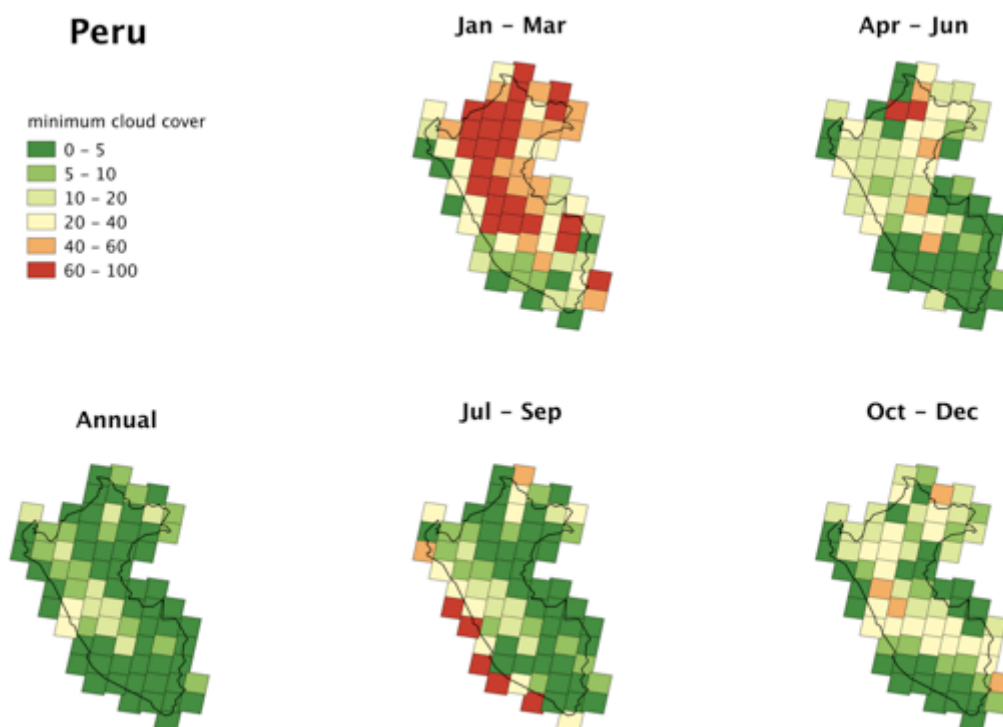 Peru
Jan – Mar
Apr – Jun
minimum cloud cover
0 – 5
5 – 10
10 – 20
20 – 40
40 – 60
60 – 100
Annual
Jul – Sep
Oct – Dec